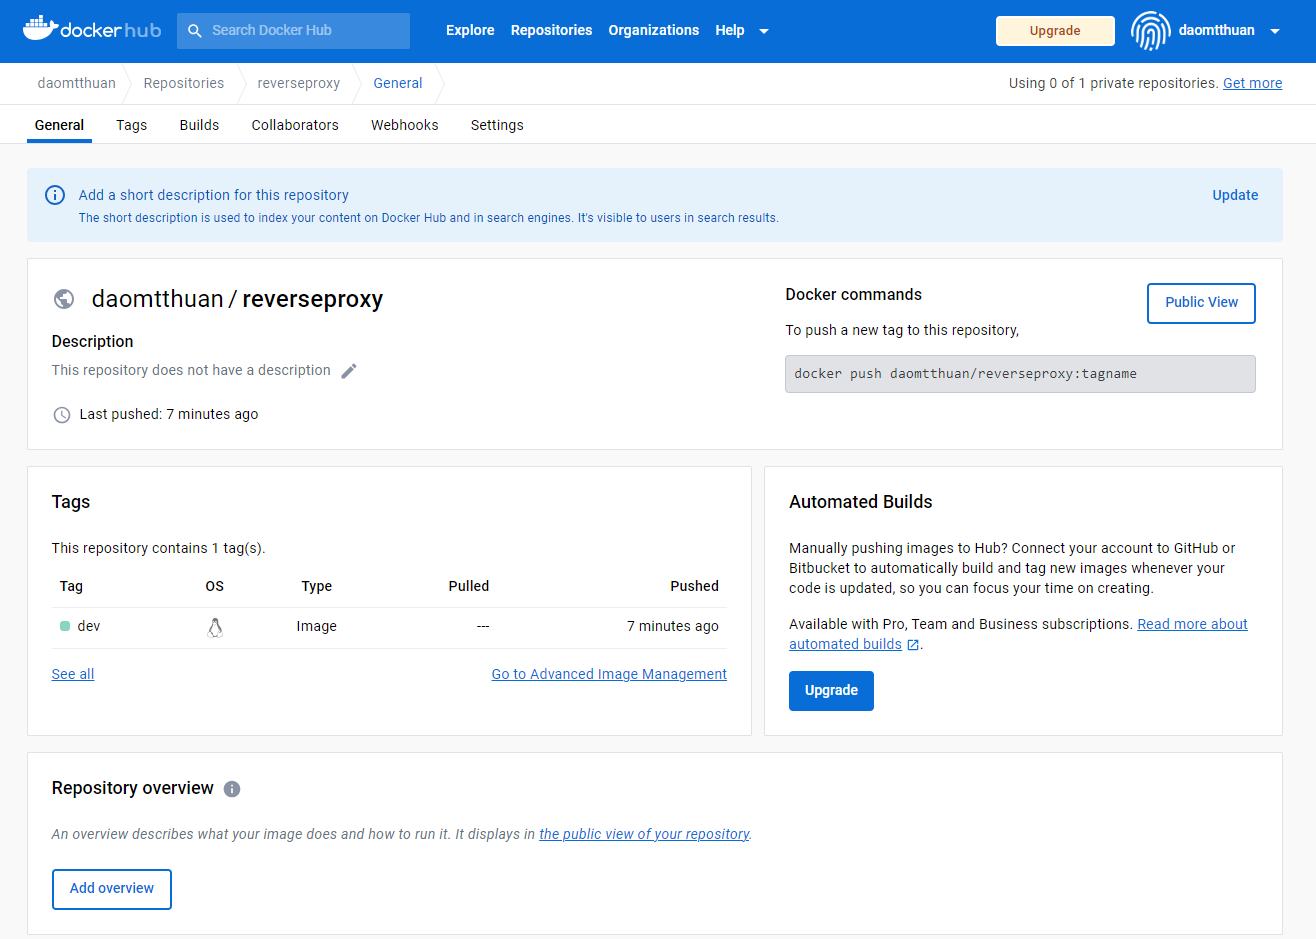 dockerhub Search Docker Hub Explore Repositories Organizations Help Upgrade daomtthuan
daomtthuan Repositories reverseproxy General Using 0 of 1 private repositories. Get more
General Tags Builds Collaborators Webhooks Settings
Add a short description for this repository Update
The short description is used to index your content on Docker Hub and in search engines. It's visible to users in search results.
daomtthuan / reverseproxy
Description
This repository does not have a description
Last pushed: 7 minutes ago
Docker commands Public View
To push a new tag to this repository,
docker push daomtthuan/reverseproxy:tagname
Tags
This repository contains 1 tag(s).
Tag OS Type Pulled Pushed
dev Image --- 7 minutes ago
See all Go to Advanced Image Management
Automated Builds
Manually pushing images to Hub? Connect your account to GitHub or
Bitbucket to automatically build and tag new images whenever your
code is updated, so you can focus your time on creating.
Available with Pro, Team and Business subscriptions. Read more about
automated builds .
Upgrade
Repository overview
An overview describes what your image does and how to run it. It displays in the public view of your repository.
Add overview